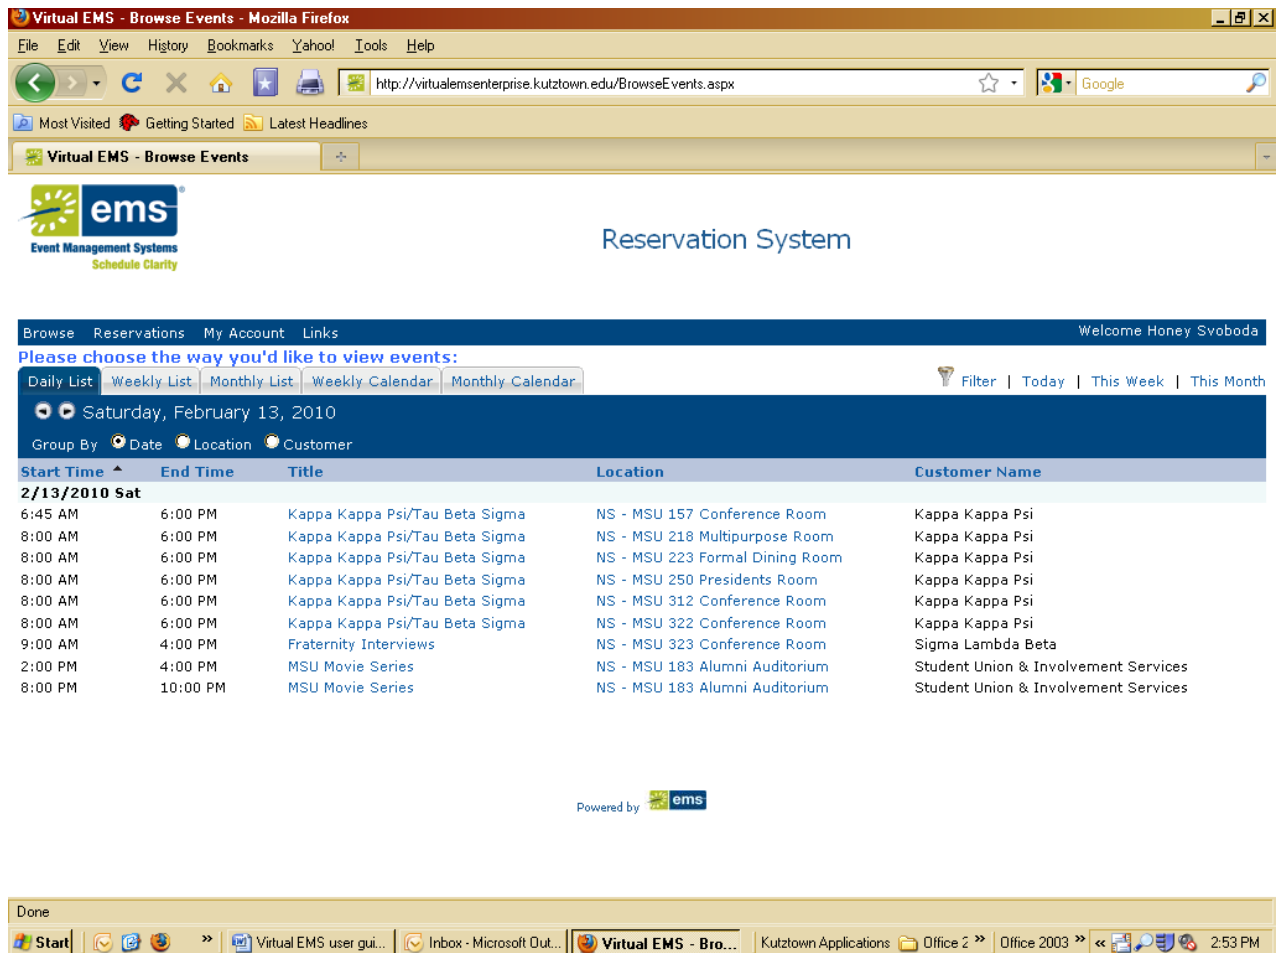 Virtual EMS - Browse Events - Mozilla Firefox
File Edit View History Bookmarks Yahoo! Tools Help
http://virtualemsenterprise.kutztown.edu/BrowseEvents.aspx Google
Most Visited Getting Started Latest Headlines
Virtual EMS - Browse Events
ems
Event Management Systems
Schedule Clarity
Reservation System
Browse Reservations My Account Links Welcome Honey Svoboda
Please choose the way you'd like to view events:
Daily List Weekly List Monthly List Weekly Calendar Monthly Calendar Filter | Today | This Week | This Month
Saturday, February 13, 2010
Group By Date Location Customer
Start Time End Time Title Location Customer Name
2/13/2010 Sat
6:45 AM 6:00 PM Kappa Kappa Psi/Tau Beta Sigma NS - MSU 157 Conference Room Kappa Kappa Psi
8:00 AM 6:00 PM Kappa Kappa Psi/Tau Beta Sigma NS - MSU 218 Multipurpose Room Kappa Kappa Psi
8:00 AM 6:00 PM Kappa Kappa Psi/Tau Beta Sigma NS - MSU 223 Formal Dining Room Kappa Kappa Psi
8:00 AM 6:00 PM Kappa Kappa Psi/Tau Beta Sigma NS - MSU 250 Presidents Room Kappa Kappa Psi
8:00 AM 6:00 PM Kappa Kappa Psi/Tau Beta Sigma NS - MSU 312 Conference Room Kappa Kappa Psi
8:00 AM 6:00 PM Kappa Kappa Psi/Tau Beta Sigma NS - MSU 322 Conference Room Kappa Kappa Psi
9:00 AM 4:00 PM Fraternity Interviews NS - MSU 323 Conference Room Sigma Lambda Beta
2:00 PM 4:00 PM MSU Movie Series NS - MSU 183 Alumni Auditorium Student Union & Involvement Services
8:00 PM 10:00 PM MSU Movie Series NS - MSU 183 Alumni Auditorium Student Union & Involvement Services
Powered by ems
Done
Start » Virtual EMS user gui... Inbox - Microsoft Out... Virtual EMS - Bro... Kutztown Applications Office 2 » Office 2003 » « 2:53 PM